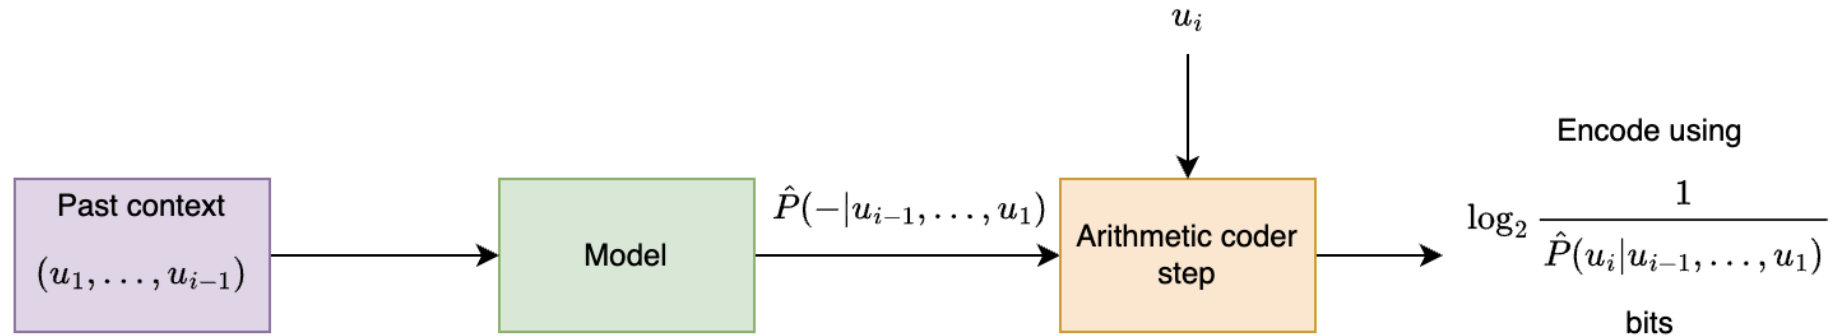 u_i
Past context
(u_1, . . . , u_{i-1})
Model
P̂(-|u_{i-1}, . . . , u_1)
Arithmetic coder
step
Encode using
log_2 1 / P̂(u_i|u_{i-1}, . . . , u_1)
bits